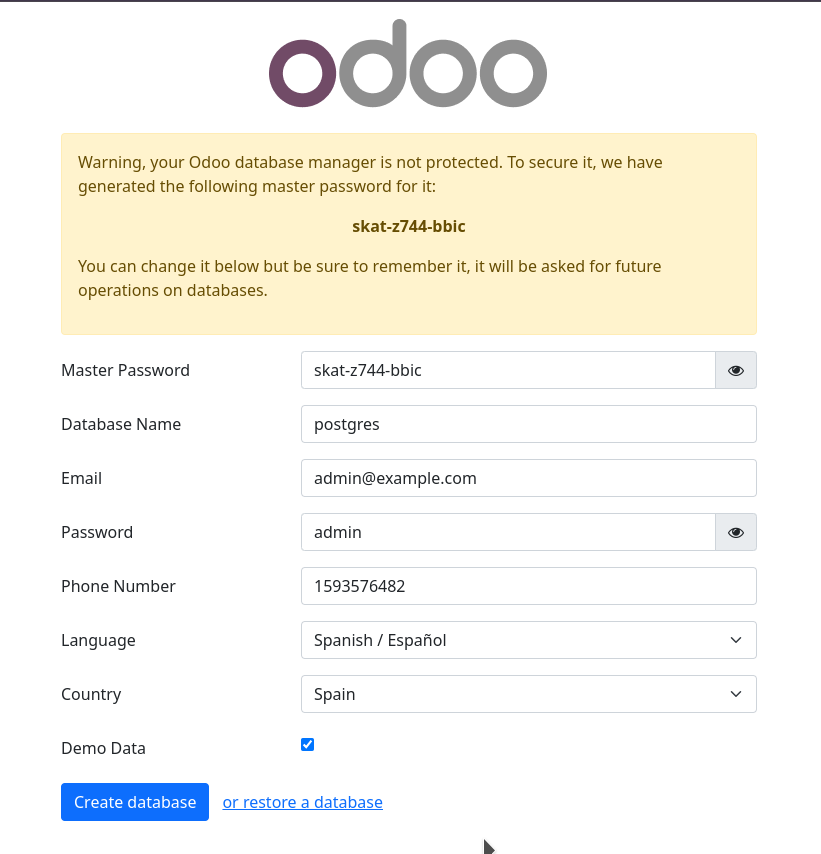 odoo
Warning, your Odoo database manager is not protected. To secure it, we have
generated the following master password for it:
skat-z744-bbic
You can change it below but be sure to remember it, it will be asked for future
operations on databases.
Master Password skat-z744-bbic
Database Name postgres
Email admin@example.com
Password admin
Phone Number 1593576482
Language Spanish / Español
Country Spain
Demo Data
Create database or restore a database